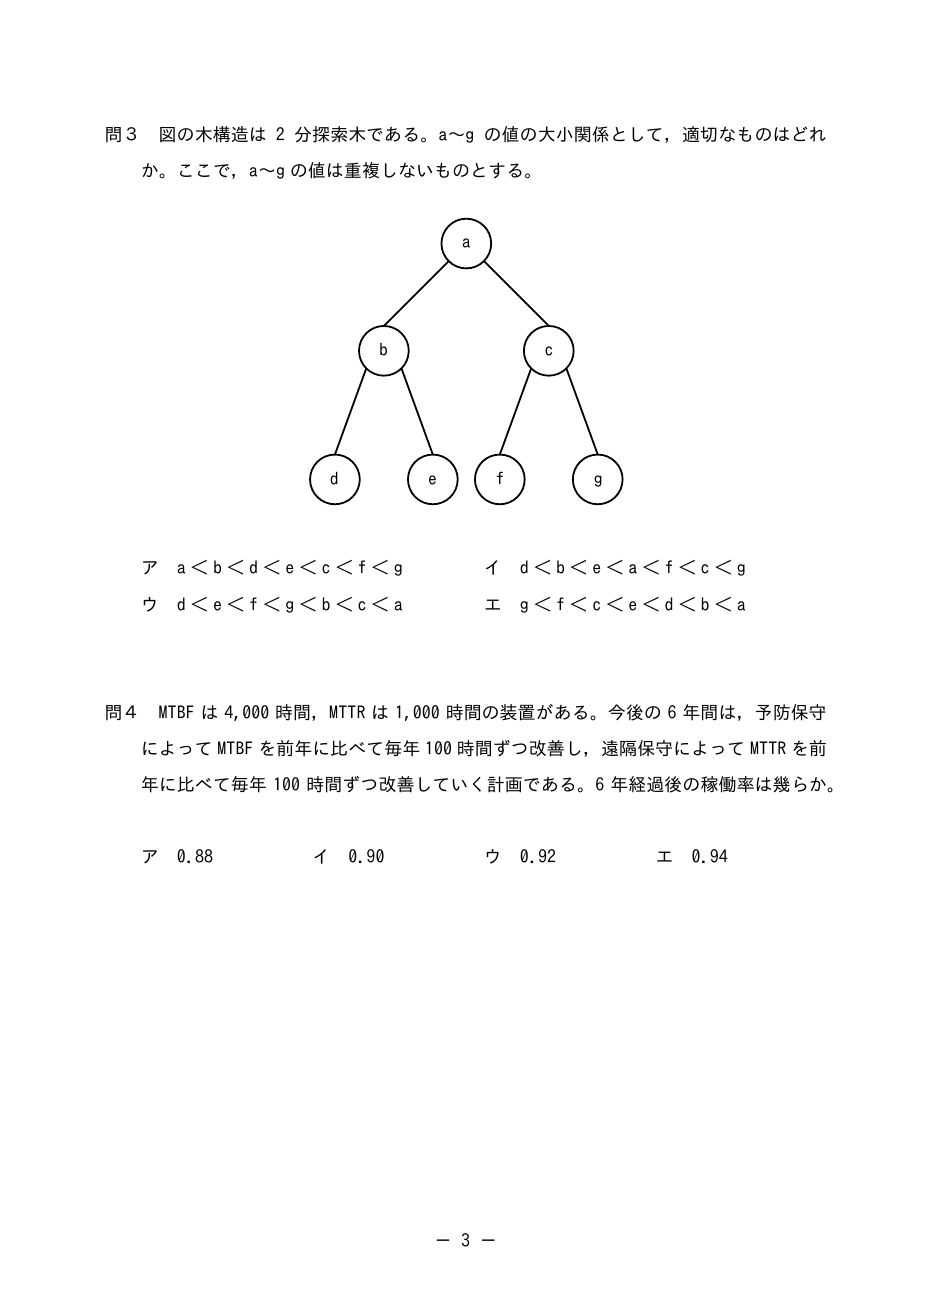 問３　図の木構造は 2 分探索木である。a～g の値の大小関係として，適切なものはどれ
か。ここで，a～g の値は重複しないものとする。
a
b c
d e f g
ア　a＜b＜d＜e＜c＜f＜g　イ　d＜b＜e＜a＜f＜c＜g
ウ　d＜e＜f＜g＜b＜c＜a　エ　g＜f＜c＜e＜d＜b＜a
問４　MTBF は 4,000 時間，MTTR は 1,000 時間の装置がある。今後の 6 年間は，予防保守
によって MTBF を前年に比べて毎年 100 時間ずつ改善し，遠隔保守によって MTTR を前
年に比べて毎年 100 時間ずつ改善していく計画である。6 年経過後の稼働率は幾らか。
ア　0.88　イ　0.90　ウ　0.92　エ　0.94
－ 3 －